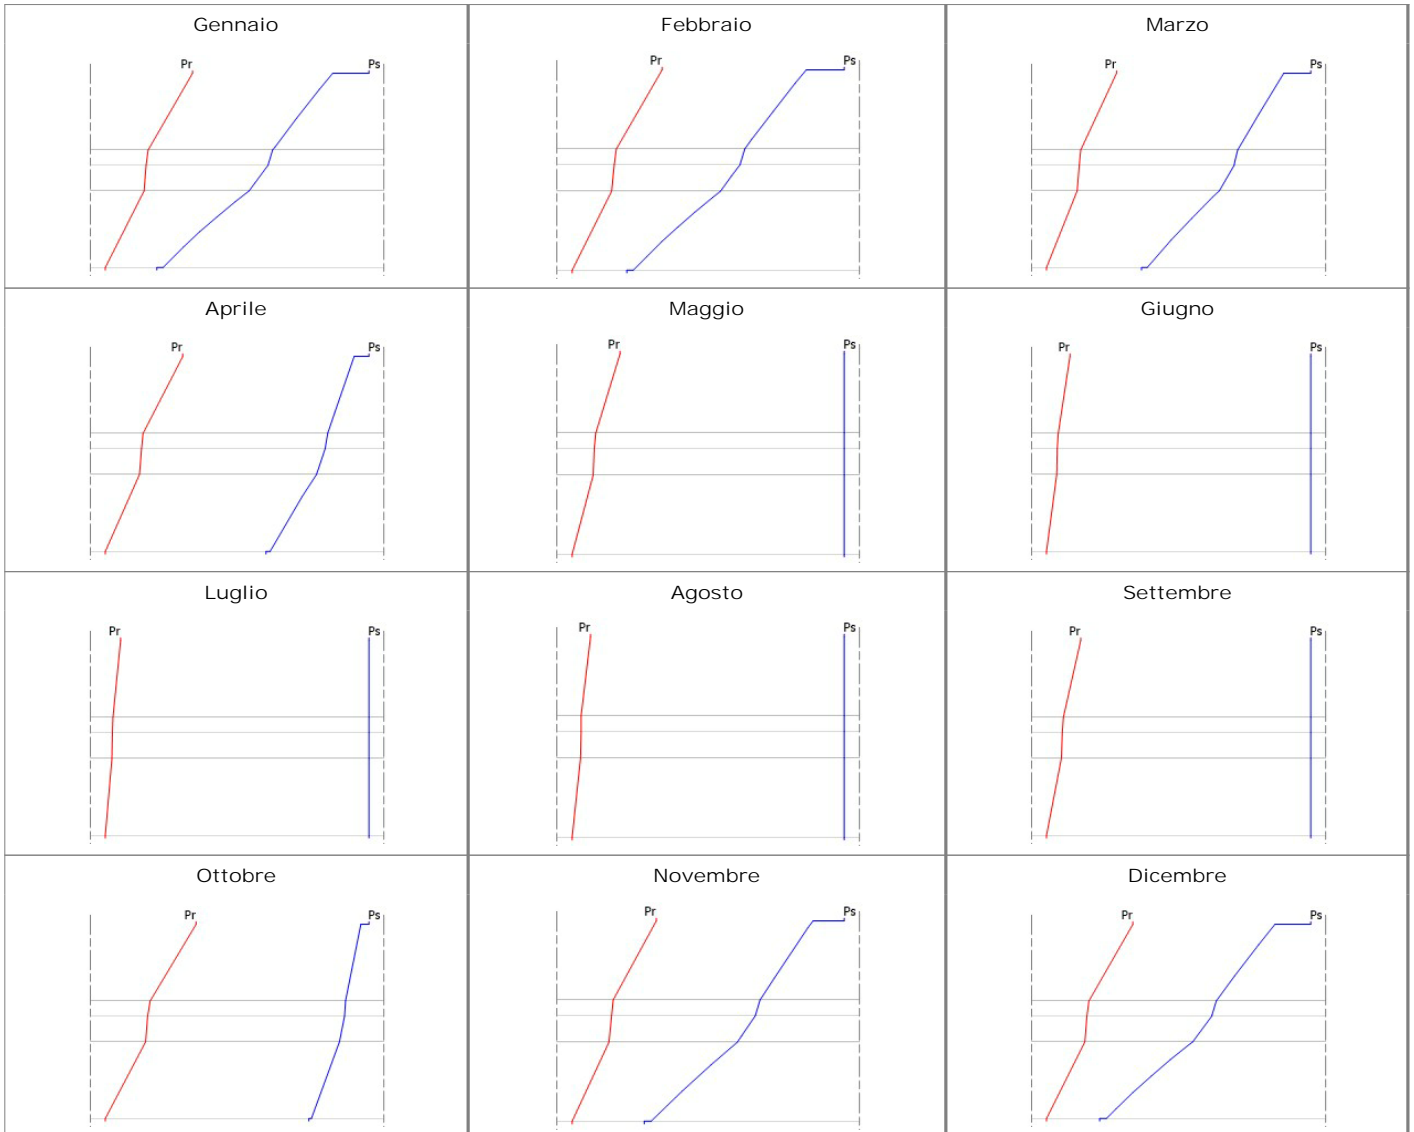 Gennaio Febbraio Marzo
Pr Ps Pr Ps Pr Ps
Aprile Maggio Giugno
Pr Ps Pr Ps Pr Ps
Luglio Agosto Settembre
Pr Ps Pr Ps Pr Ps
Ottobre Novembre Dicembre
Pr Ps Pr Ps Pr Ps